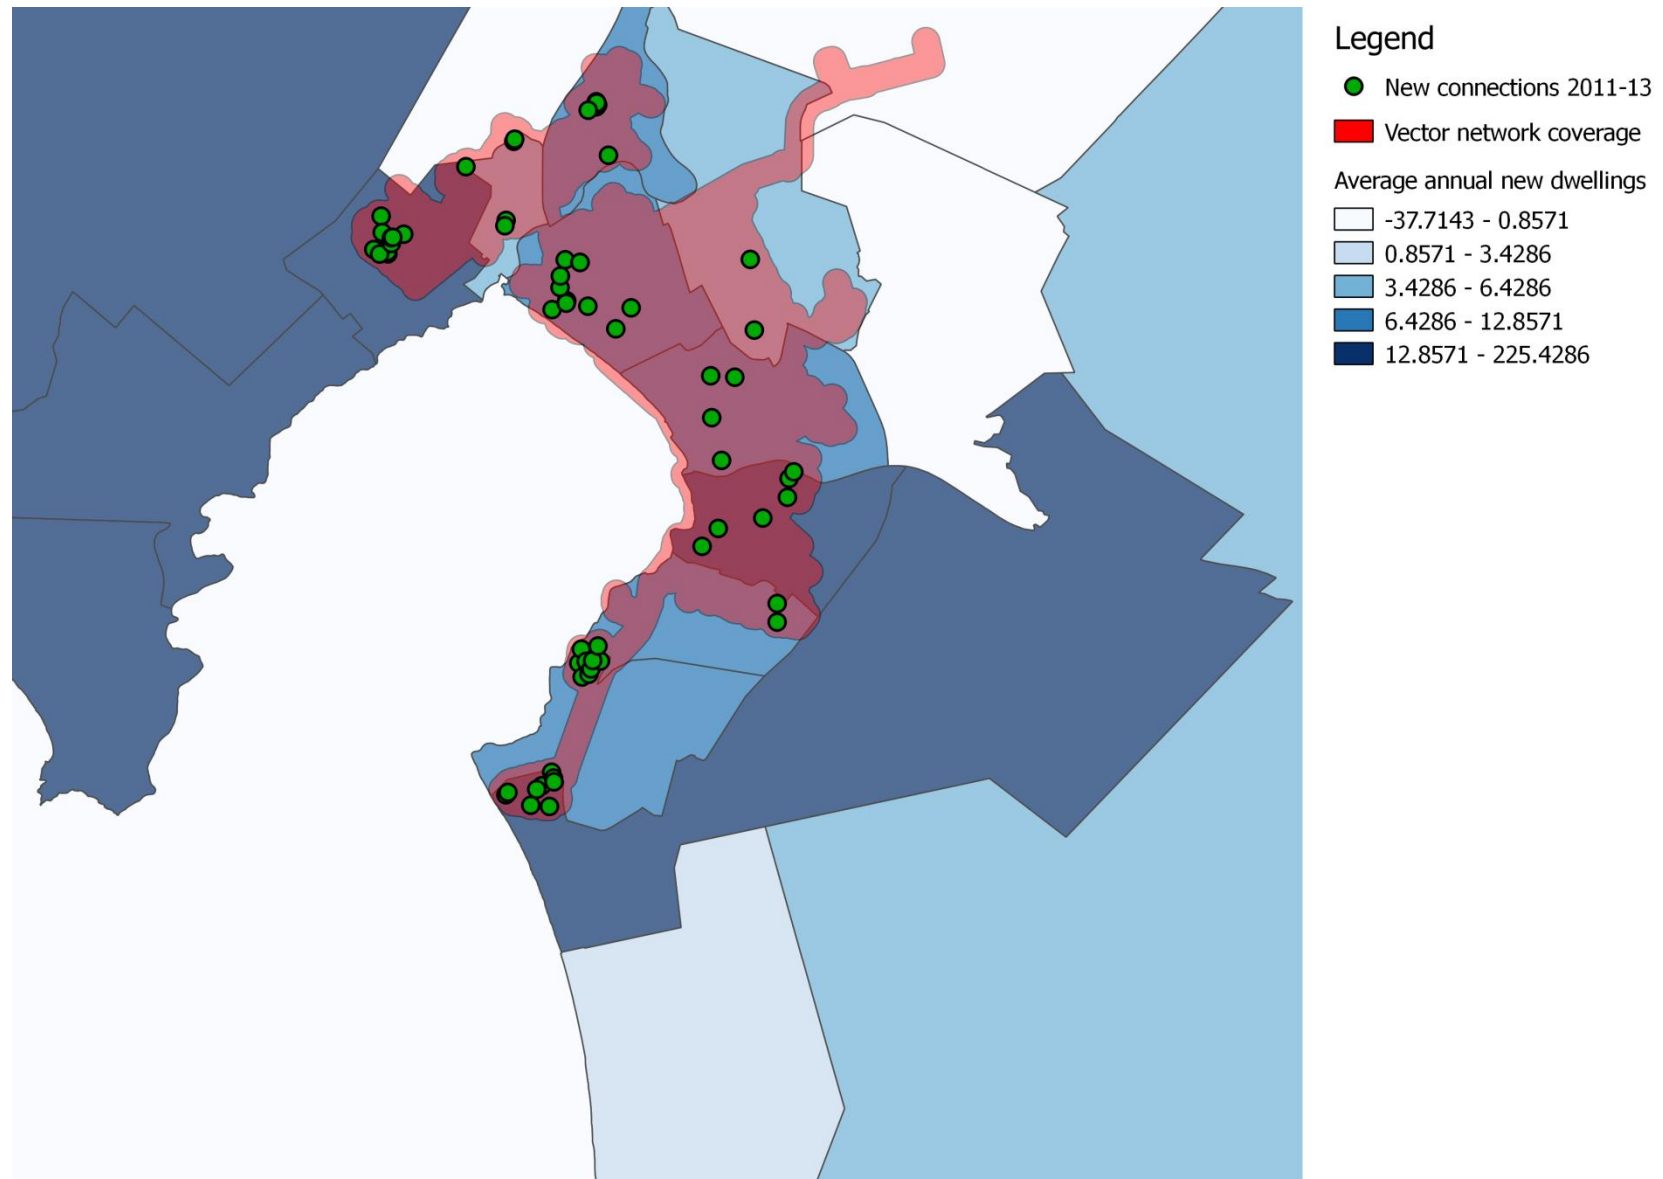 Legend
New connections 2011-13
Vector network coverage
Average annual new dwellings
-37.7143 - 0.8571
0.8571 - 3.4286
3.4286 - 6.4286
6.4286 - 12.8571
12.8571 - 225.4286